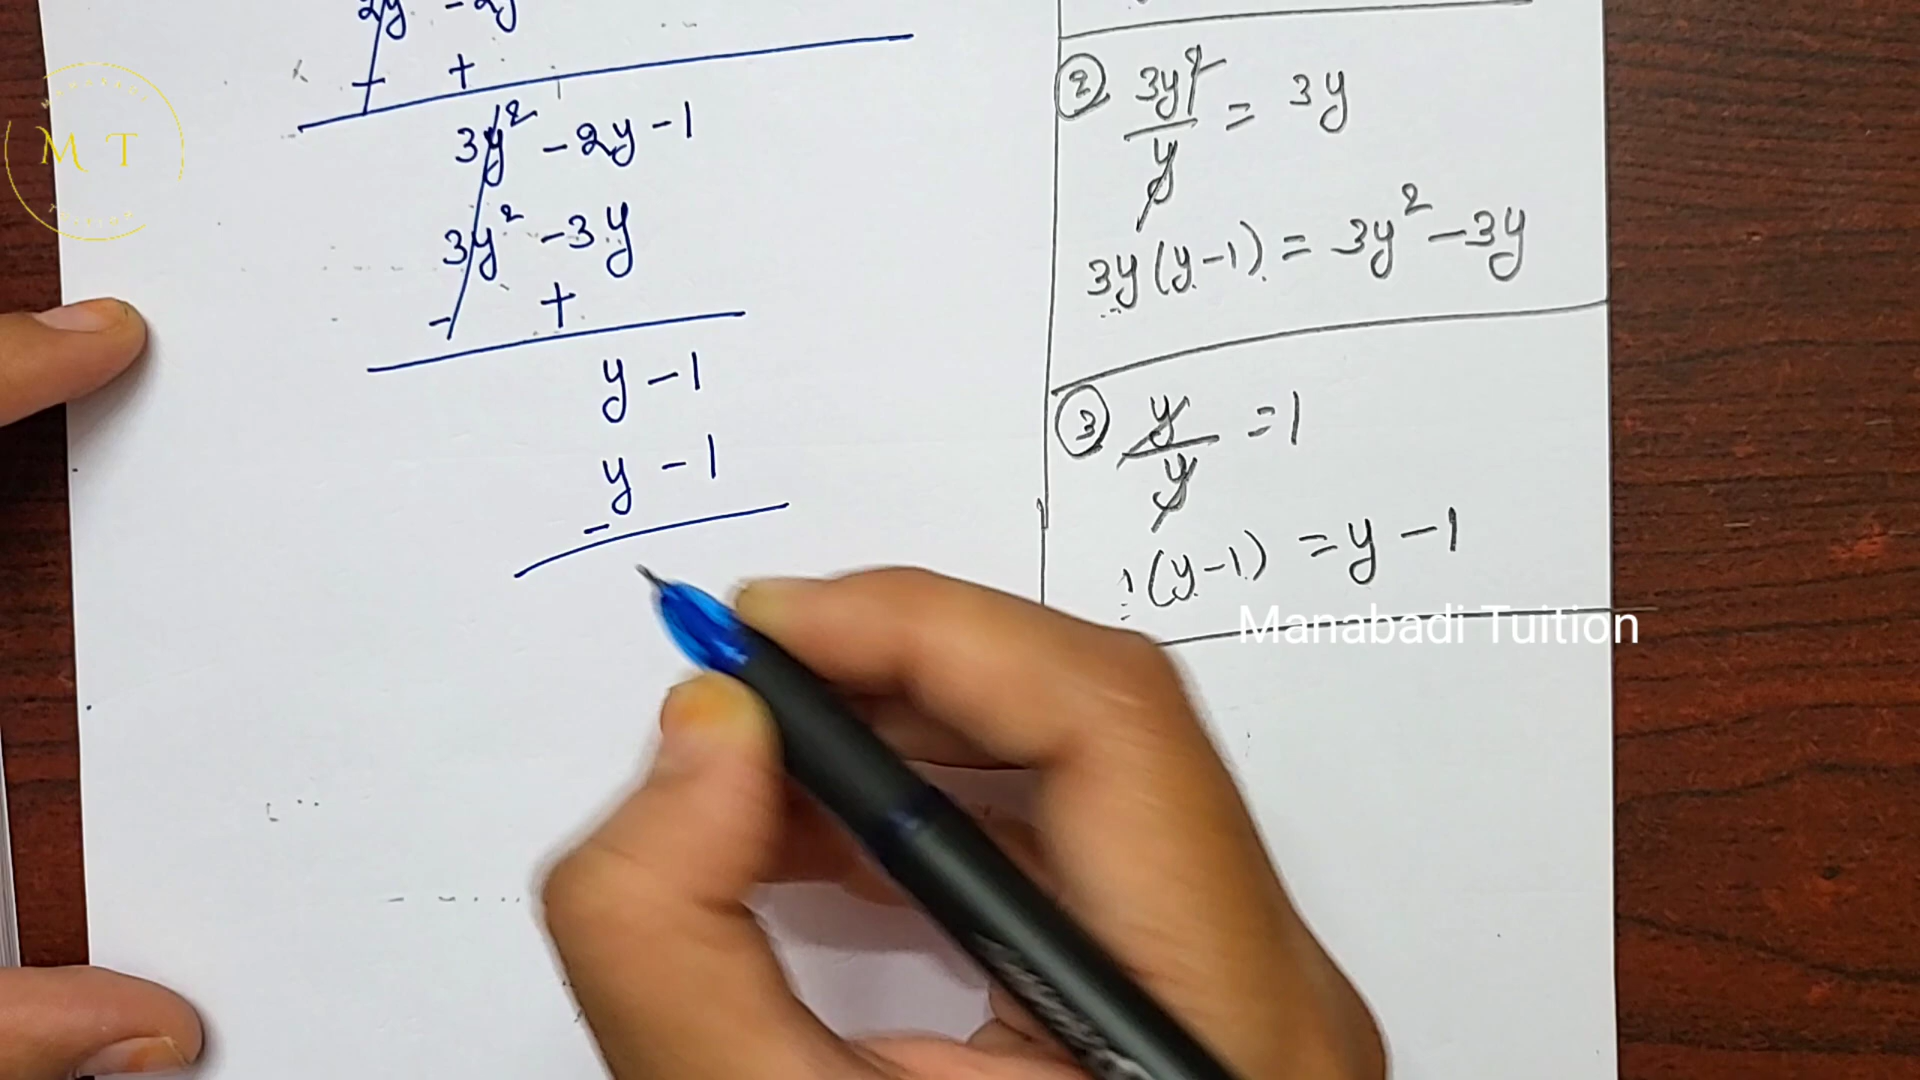 - +
3y² - 2y - 1
3y² - 3y
- +
y - 1
y - 1
-
② 3y² / y = 3y
3y (y - 1) = 3y² - 3y
③ y / y = 1
1 (y - 1) = y - 1
M T
Manabadi Tuition